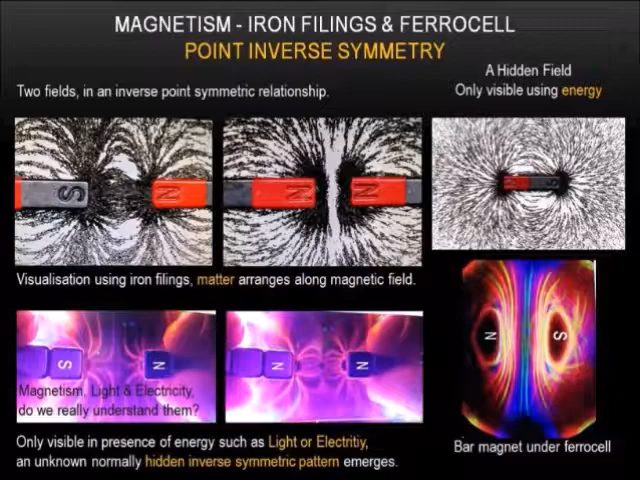 MAGNETISM - IRON FILINGS & FERROCELL
POINT INVERSE SYMMETRY
A Hidden Field
Only visible using energy
Two fields, in an inverse point symmetric relationship.
S
N
N
N
N
Visualisation using iron filings, matter arranges along magnetic field.
S
N
N
N
N
S
Magnetism, Light & Electricity,
do we really understand them?
Only visible in presence of energy such as Light or Electritiy,
an unknown normally hidden inverse symmetric pattern emerges.
Bar magnet under ferrocell